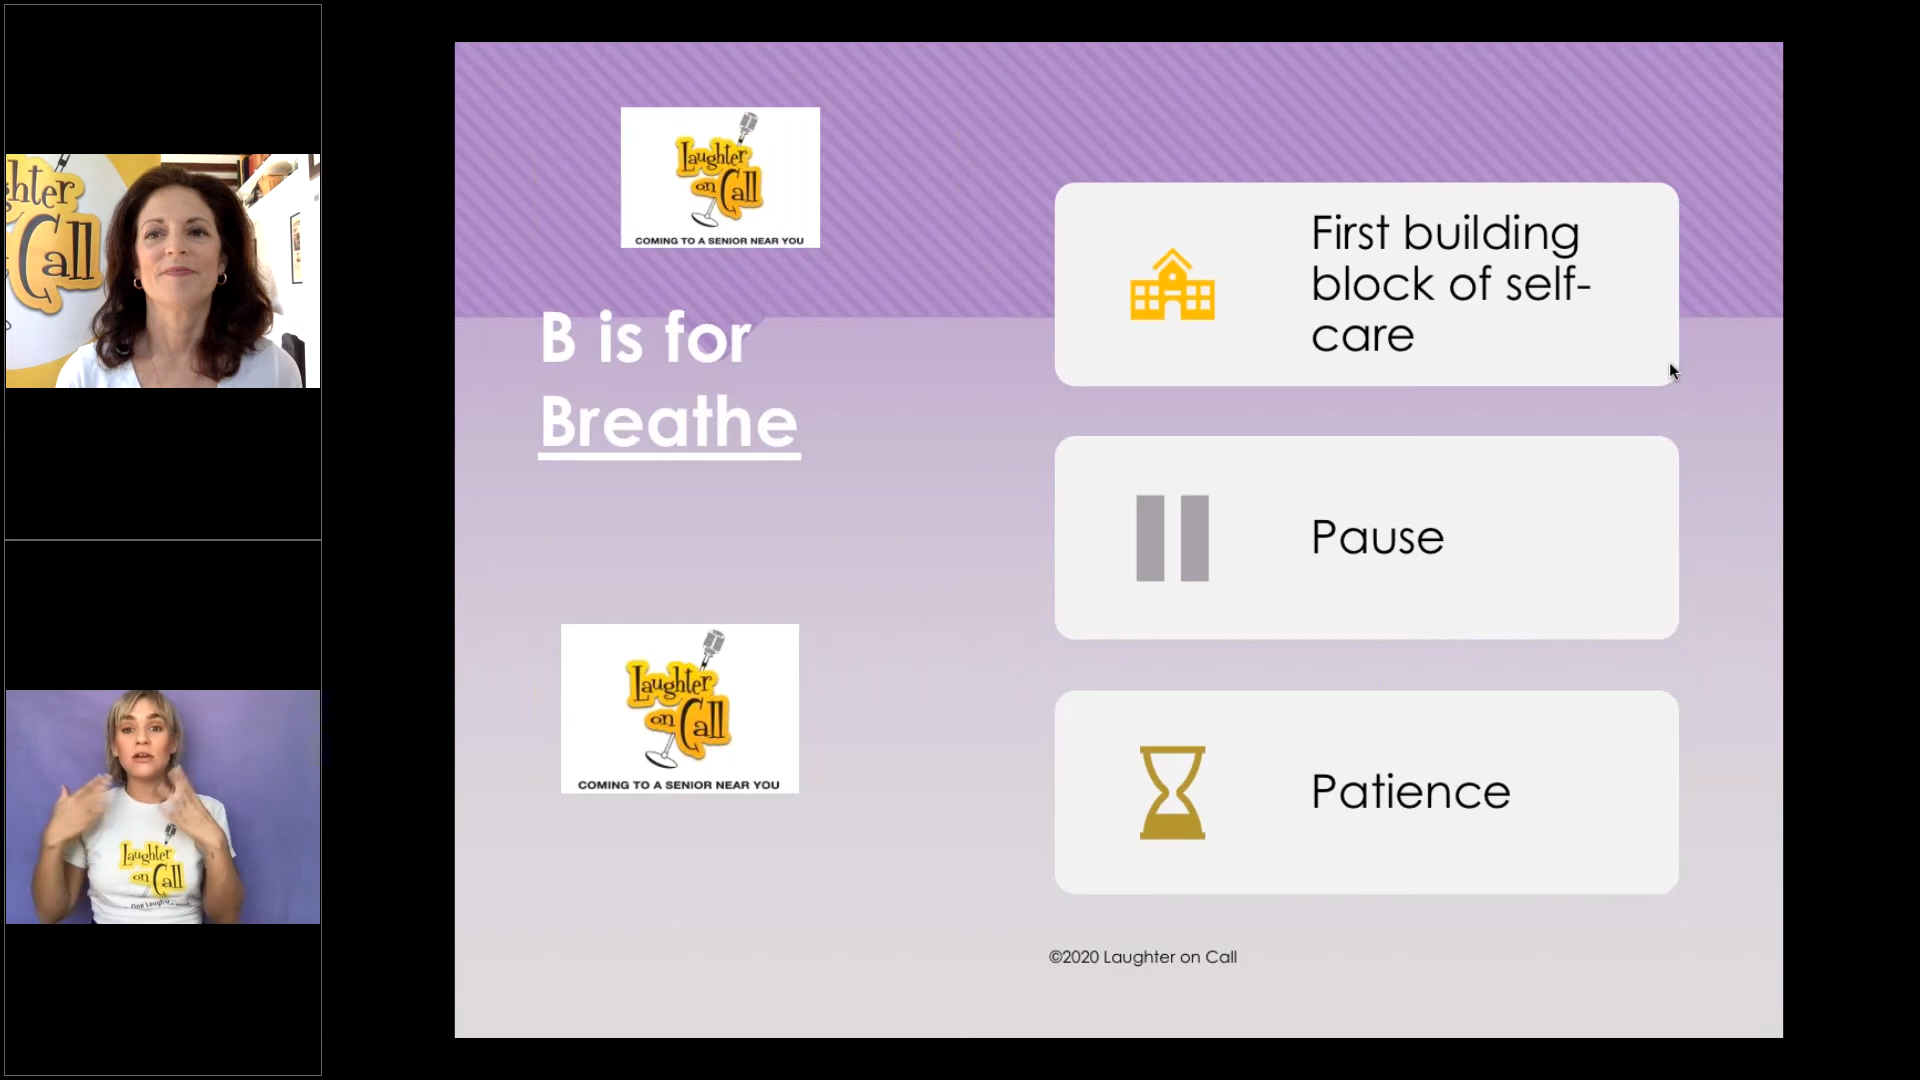 ghter
Call
Laughter
on Call
COMING TO A SENIOR NEAR YOU
B is for
Breathe
First building
block of self-
care
Pause
Patience
Laughter
on Call
COMING TO A SENIOR NEAR YOU
Laughter
on Call
©2020 Laughter on Call